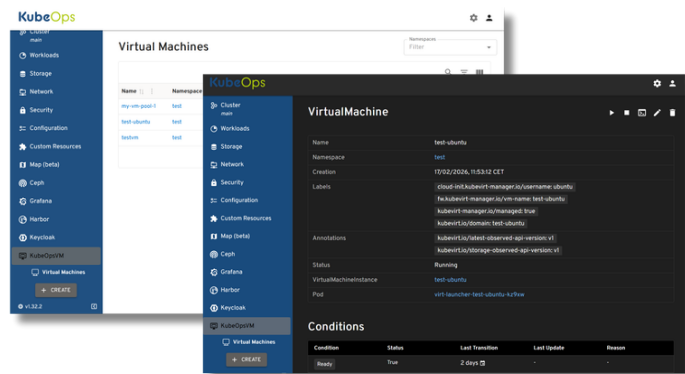 KubeOps
Cluster
main
Workloads
Storage
Network
Security
Configuration
Custom Resources
Map (beta)
Ceph
Grafana
Harbor
Keycloak
KubeOpsVM
Virtual Machines
+ CREATE
v1.32.2
Virtual Machines
Namespaces
Filter
Name
Namespace
my-vm-pool-1 test
test-ubuntu test
testvm test
KubeOps
Cluster
main
Workloads
Storage
Network
Security
Configuration
Custom Resources
Map (beta)
Ceph
Grafana
Harbor
Keycloak
KubeOpsVM
Virtual Machines
+ CREATE
VirtualMachine
Name test-ubuntu
Namespace test
Creation 17/02/2026, 11:53:12 CET
Labels cloud-init.kubevirt-manager.io/username: ubuntu
fw.kubevirt-manager.io/vm-name: test-ubuntu
kubevirt-manager.io/managed: true
kubevirt.io/domain: test-ubuntu
Annotations kubevirt.io/latest-observed-api-version: v1
kubevirt.io/storage-observed-api-version: v1
Status Running
VirtualMachineInstance test-ubuntu
Pod virt-launcher-test-ubuntu-4z9xw
Conditions
Condition Status Last Transition Last Update Reason
Ready True 2 days - -